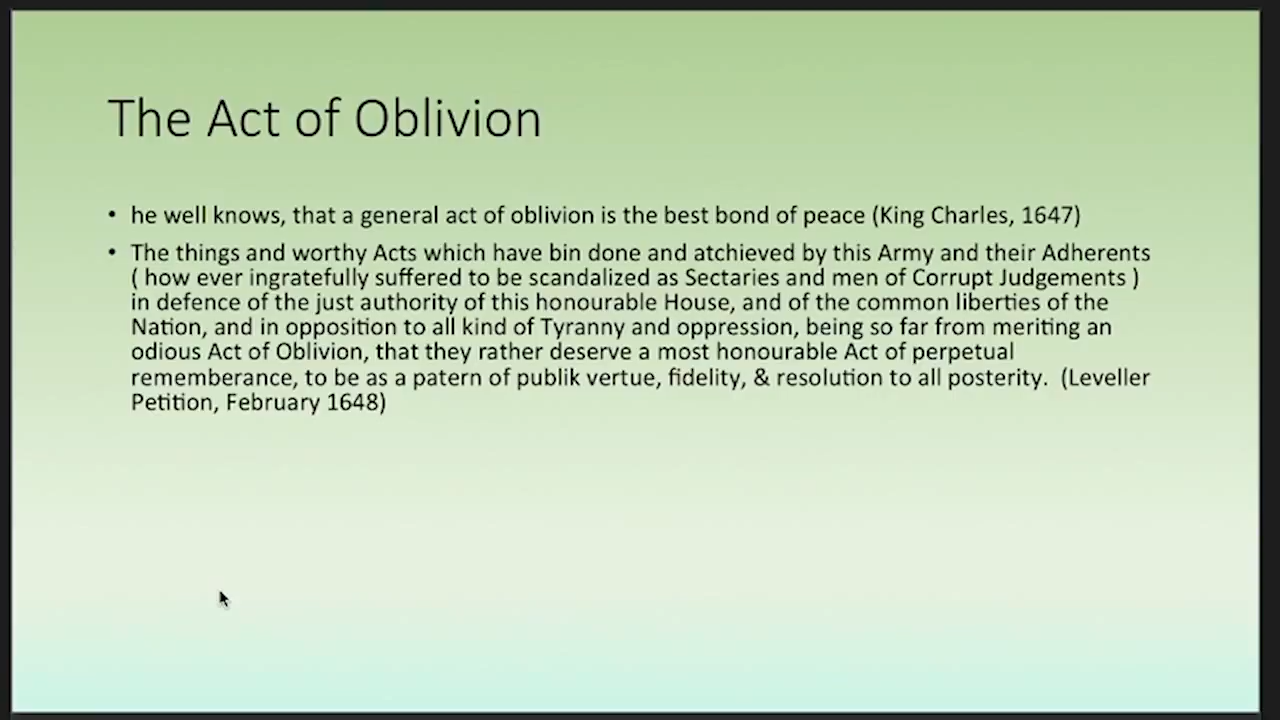 The Act of Oblivion
• he well knows, that a general act of oblivion is the best bond of peace (King Charles, 1647)
• The things and worthy Acts which have bin done and atchieved by this Army and their Adherents
( how ever ingratefully suffered to be scandalized as Sectaries and men of Corrupt Judgements )
in defence of the just authority of this honourable House, and of the common liberties of the
Nation, and in opposition to all kind of Tyranny and oppression, being so far from meriting an
odious Act of Oblivion, that they rather deserve a most honourable Act of perpetual
rememberance, to be as a patern of publik vertue, fidelity, & resolution to all posterity.  (Leveller
Petition, February 1648)